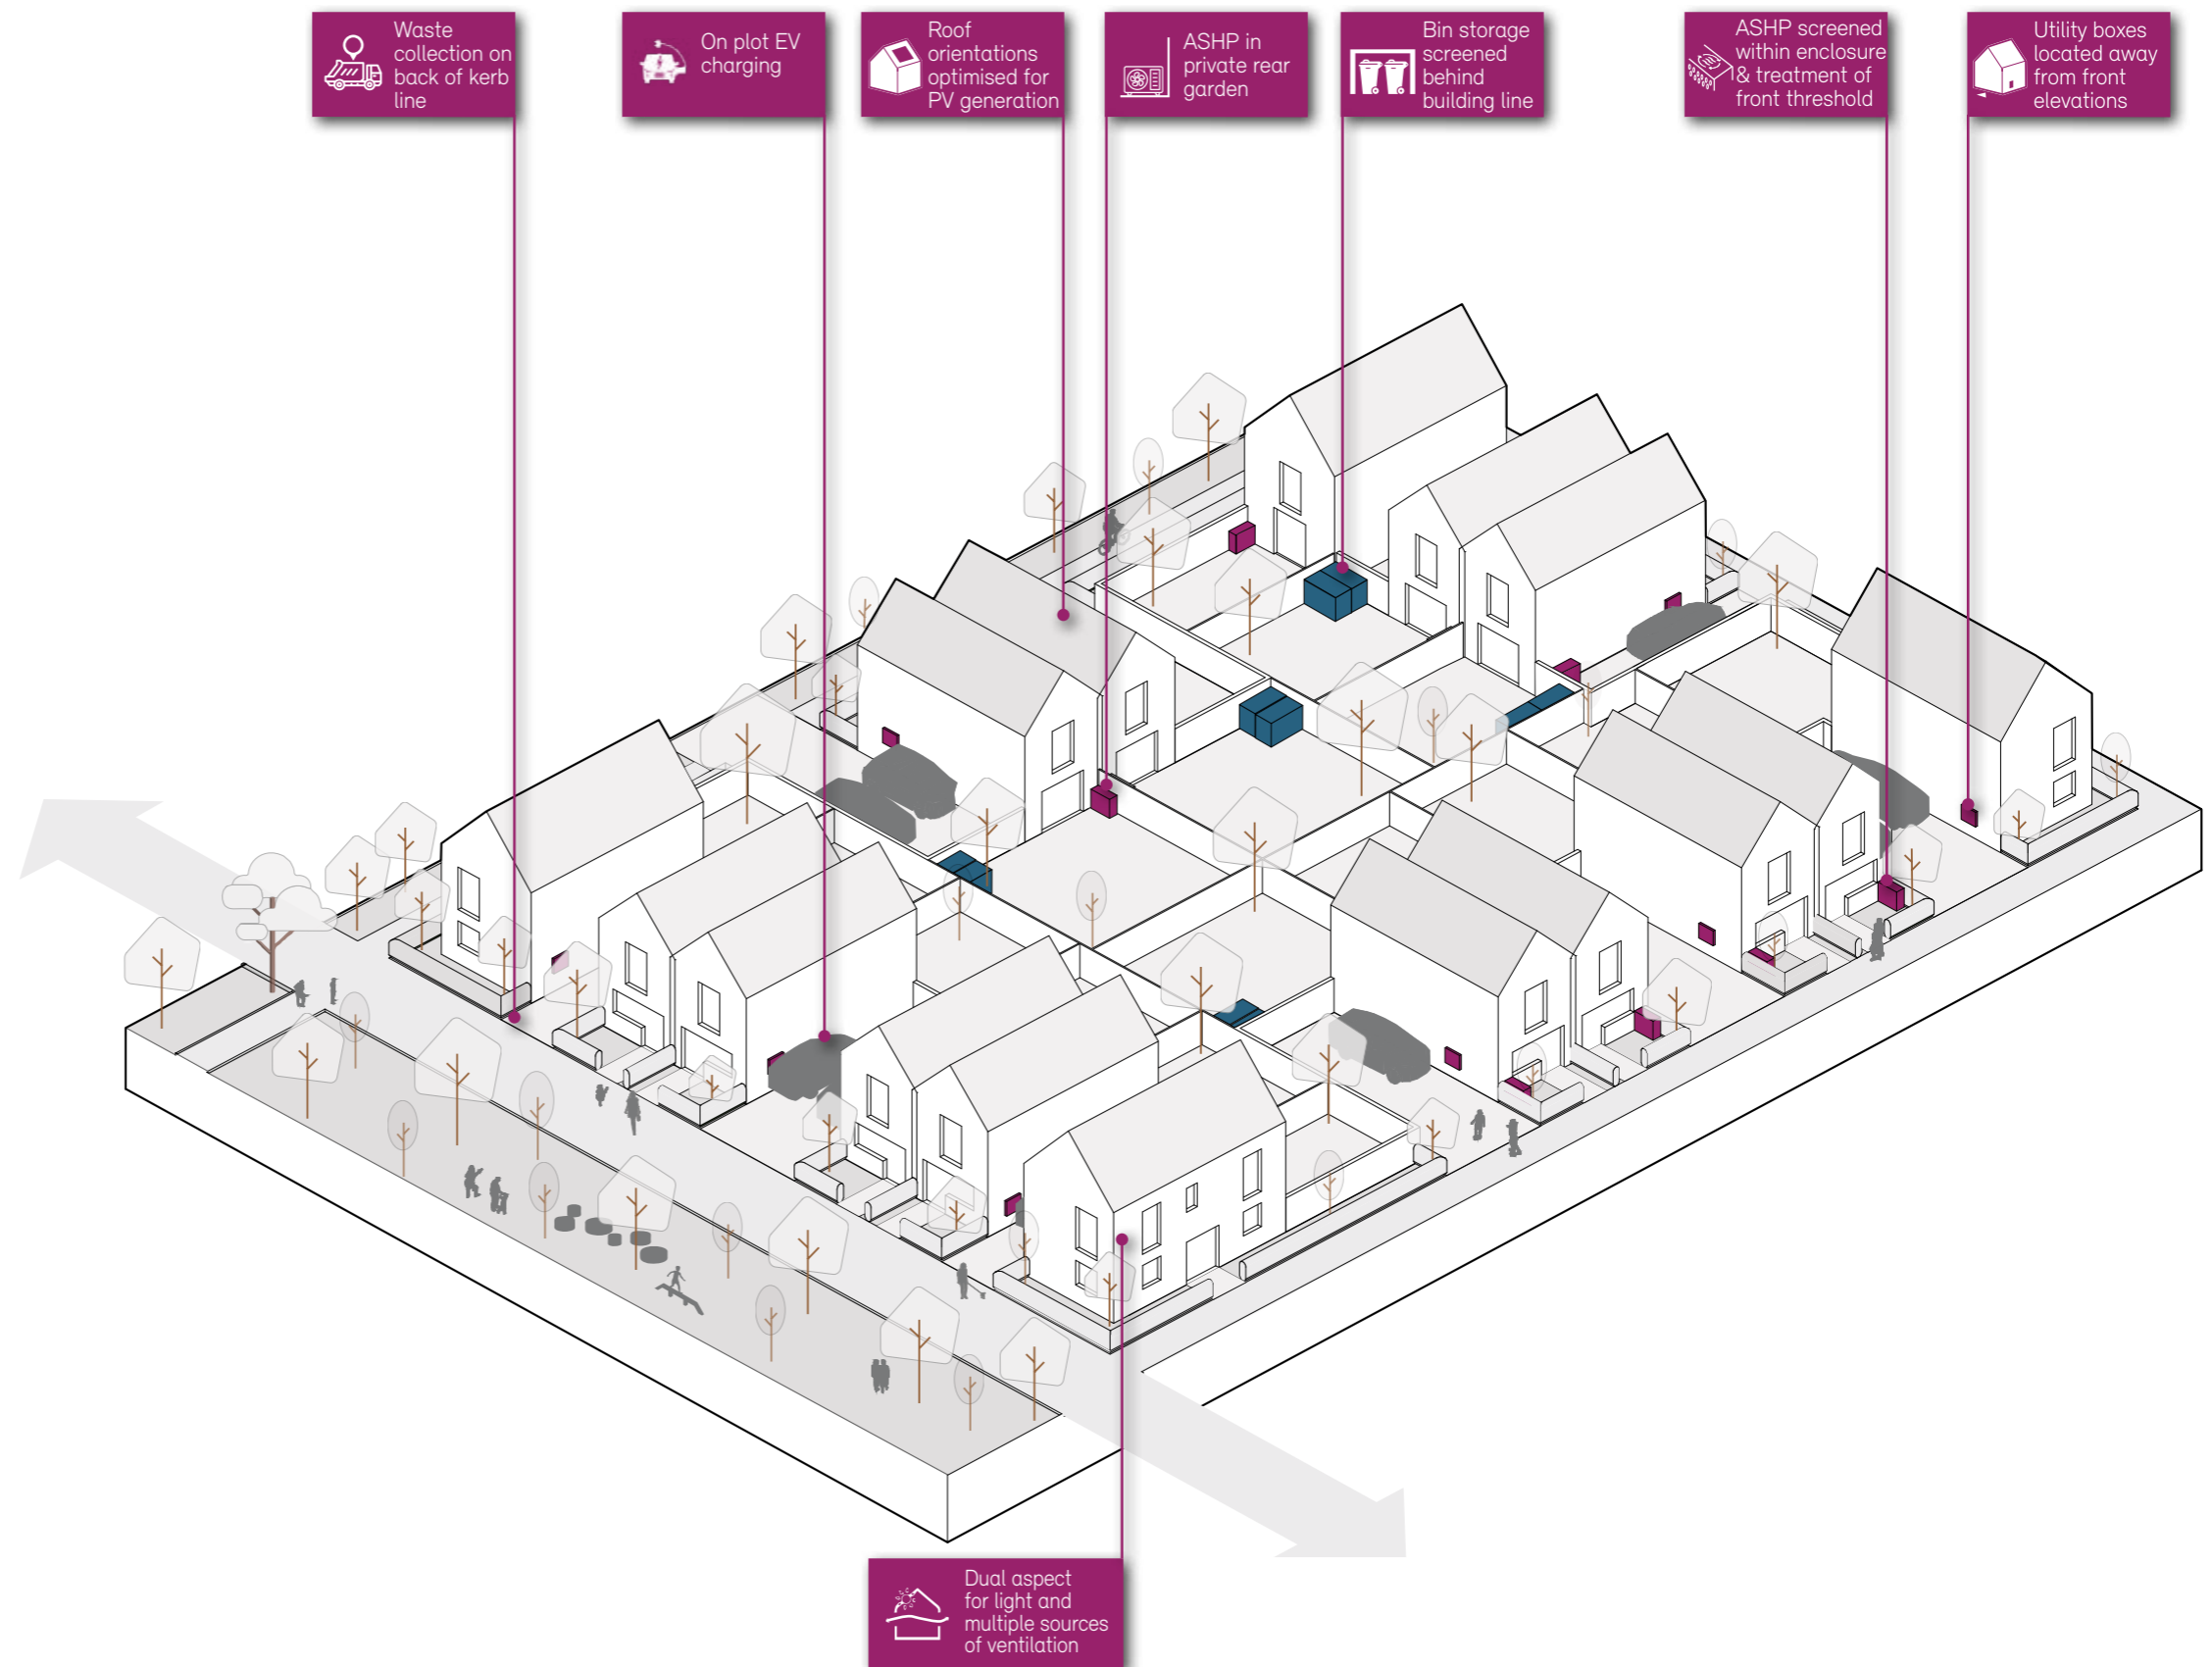 Waste
collection on
back of kerb
line
On plot EV
charging
Roof
orientations
optimised for
PV generation
ASHP in
private rear
garden
Bin storage
screened
behind
building line
ASHP screened
within enclosure
& treatment of
front threshold
Utility boxes
located away
from front
elevations
Dual aspect
for light and
multiple sources
of ventilation